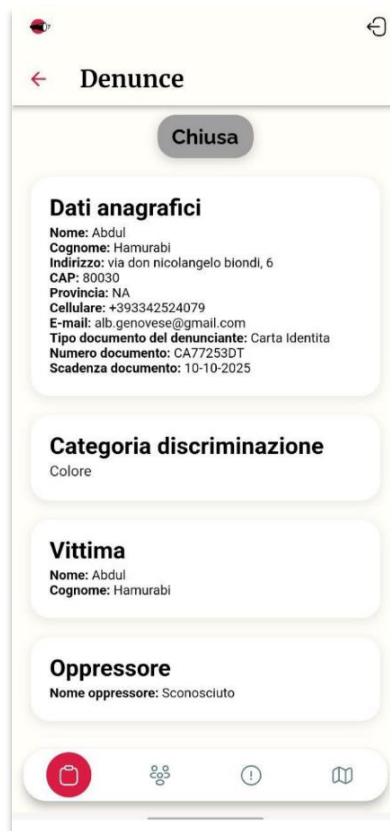 Denunce
Chiusa
Dati anagrafici
Nome: Abdul
Cognome: Hamurabi
Indirizzo: via don nicolangelo biondi, 6
CAP: 80030
Provincia: NA
Cellulare: +393342524079
E-mail: alb.genovese@gmail.com
Tipo documento del denunciante: Carta Identita
Numero documento: CA77253DT
Scadenza documento: 10-10-2025
Categoria discriminazione
Colore
Vittima
Nome: Abdul
Cognome: Hamurabi
Oppressore
Nome oppressore: Sconosciuto